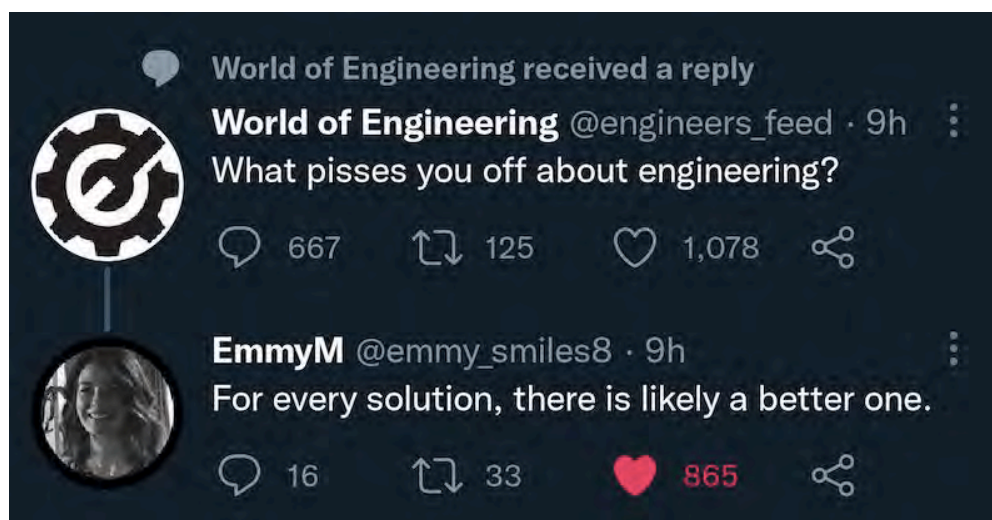 World of Engineering received a reply
World of Engineering @engineers_feed · 9h
What pisses you off about engineering?
667 125 1,078
EmmyM @emmy_smiles8 · 9h
For every solution, there is likely a better one.
16 33 865